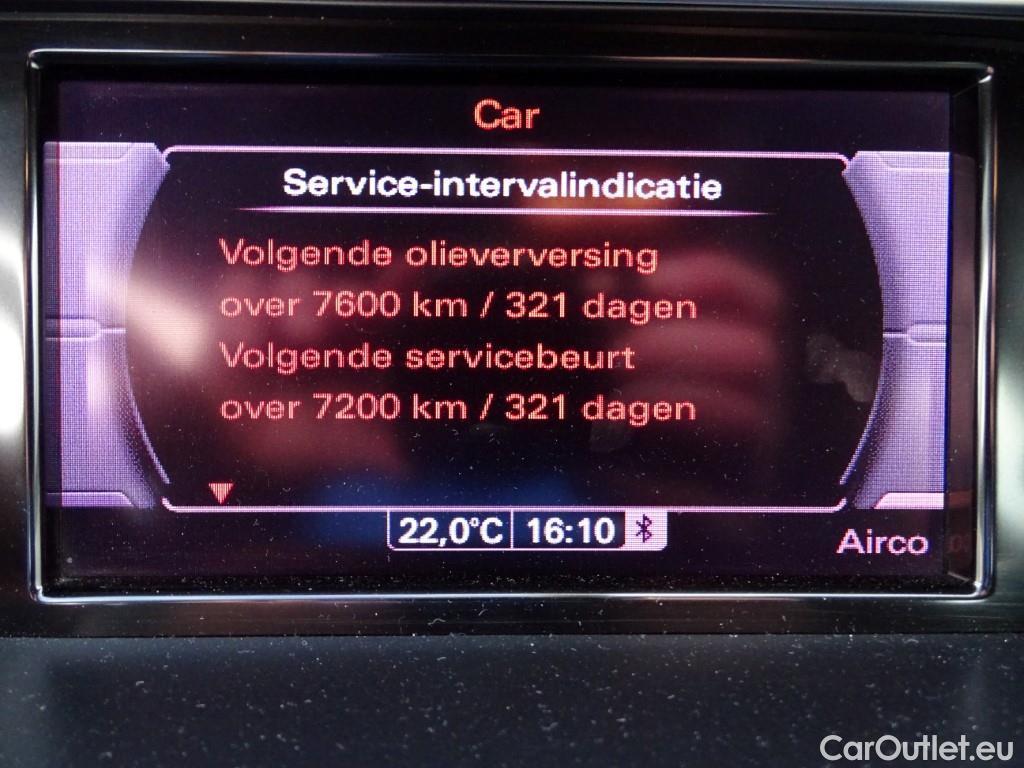 Car
Service-intervalindicatie
Volgende olieverversing
over 7600 km / 321 dagen
Volgende servicebeurt
over 7200 km / 321 dagen
22,0°C 16:10
Airco
CarOutlet.eu